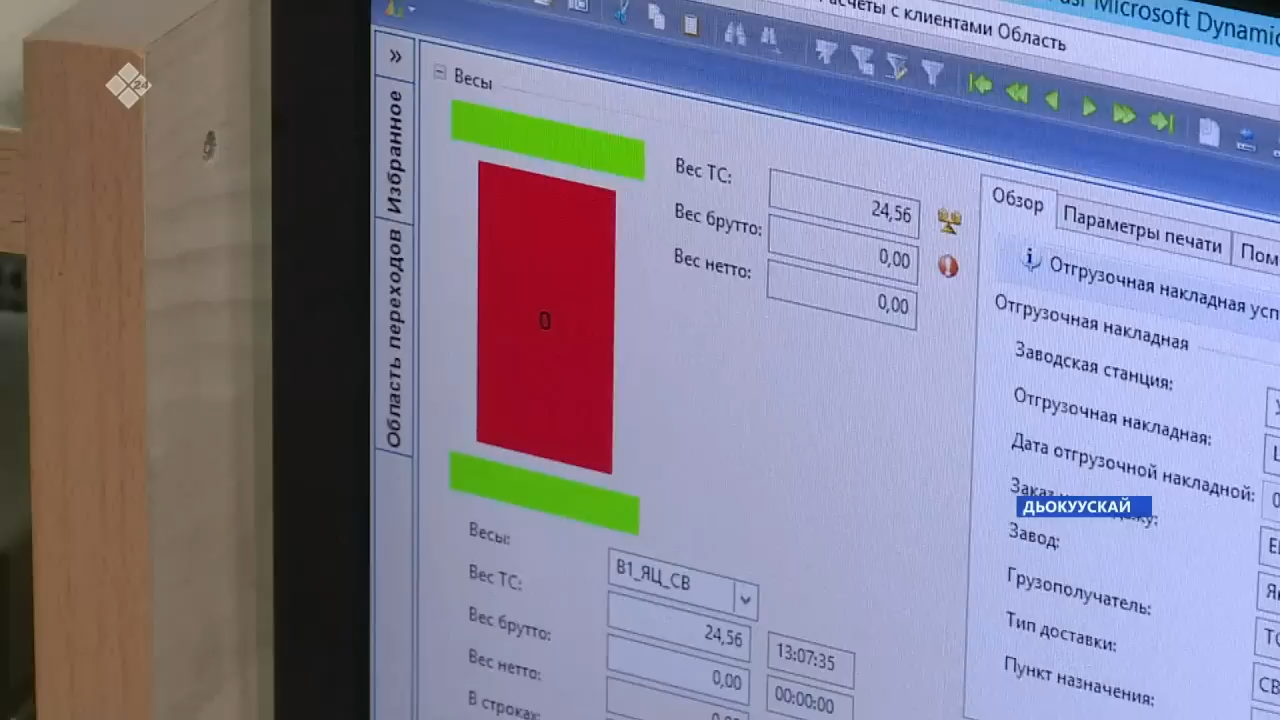 Microsoft Dynamic
Расчеты с клиентами Область
24
»
Избранное
Область переходов
Весы
0
Вес ТС: 24,56
Вес брутто: 0,00
Вес нетто: 0,00
Обзор Параметры печати
Отгрузочная накладная
Отгрузочная накладная
Заводская станция:
Отгрузочная накладная:
Дата отгрузочной накладной:
ДЬОКУУСКАЙ
Завод:
Грузополучатель:
Тип доставки:
Пункт назначения:
Весы: В1_ЯЦ_СВ
Вес ТС: 24,56 13:07:35
Вес брутто: 0,00 00:00:00
Вес нетто:
В строках: